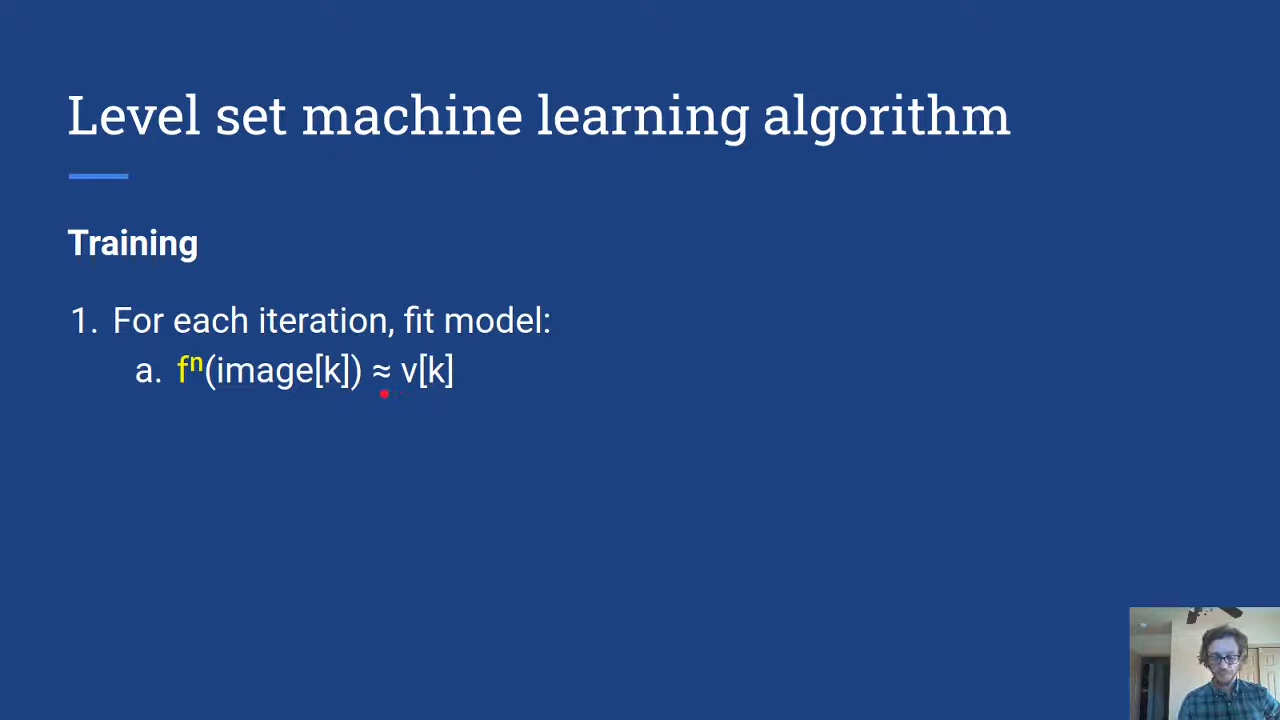 Level set machine learning algorithm
Training
1. For each iteration, fit model:
a. fⁿ(image[k]) ≈ v[k]